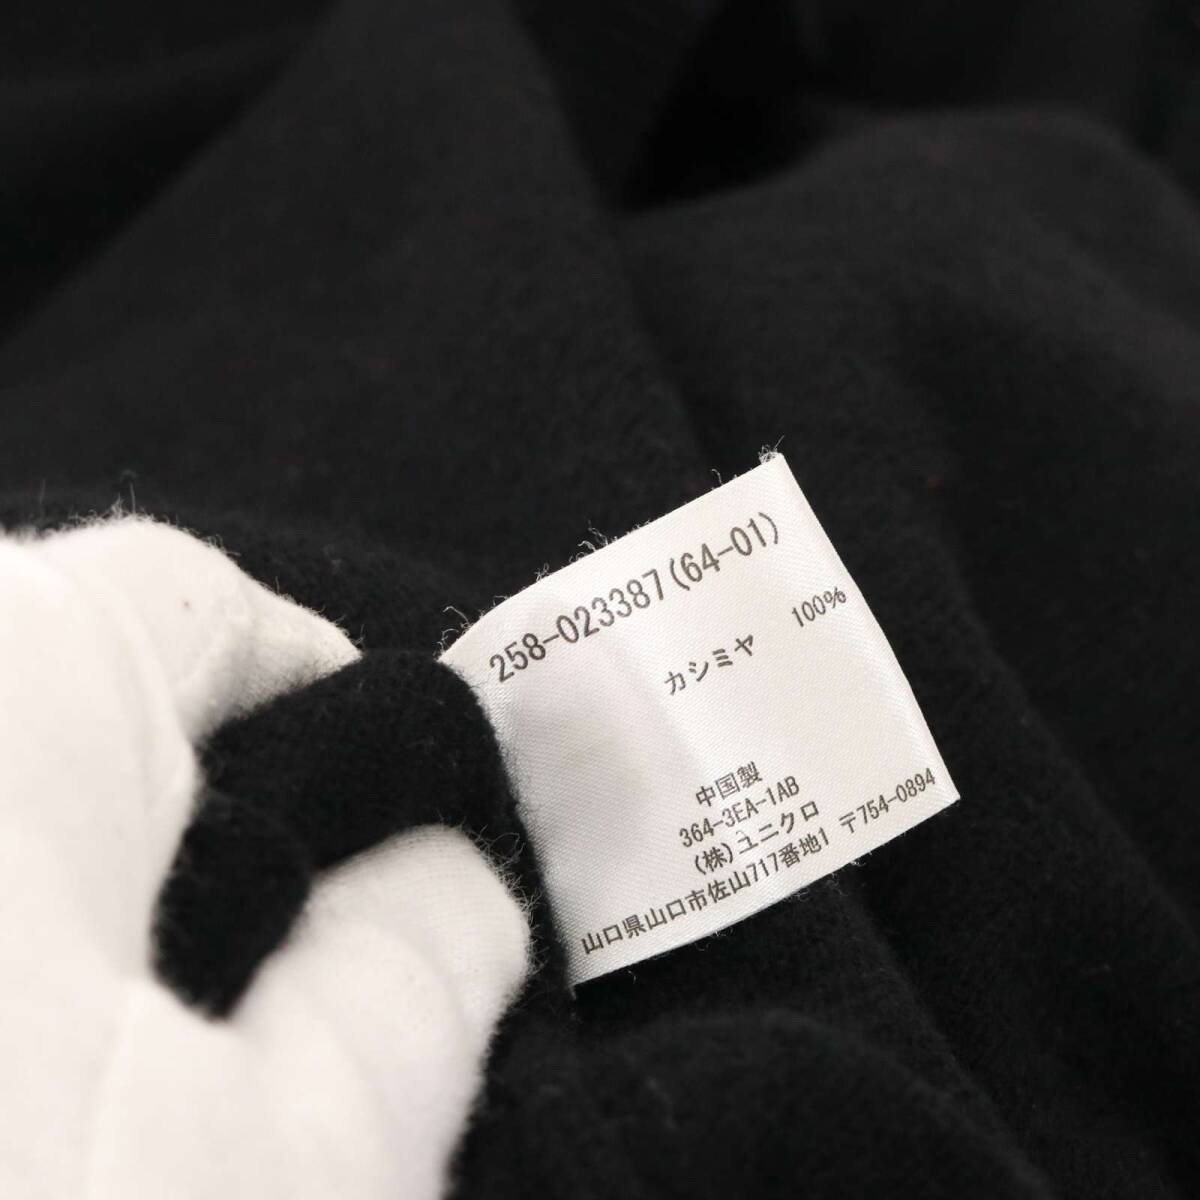 258-023387(64-01)
カシミヤ 100%
中国製
364-3EA-1AB
(株)ユニクロ
山口県山口市佐山717番地1 〒754-0894